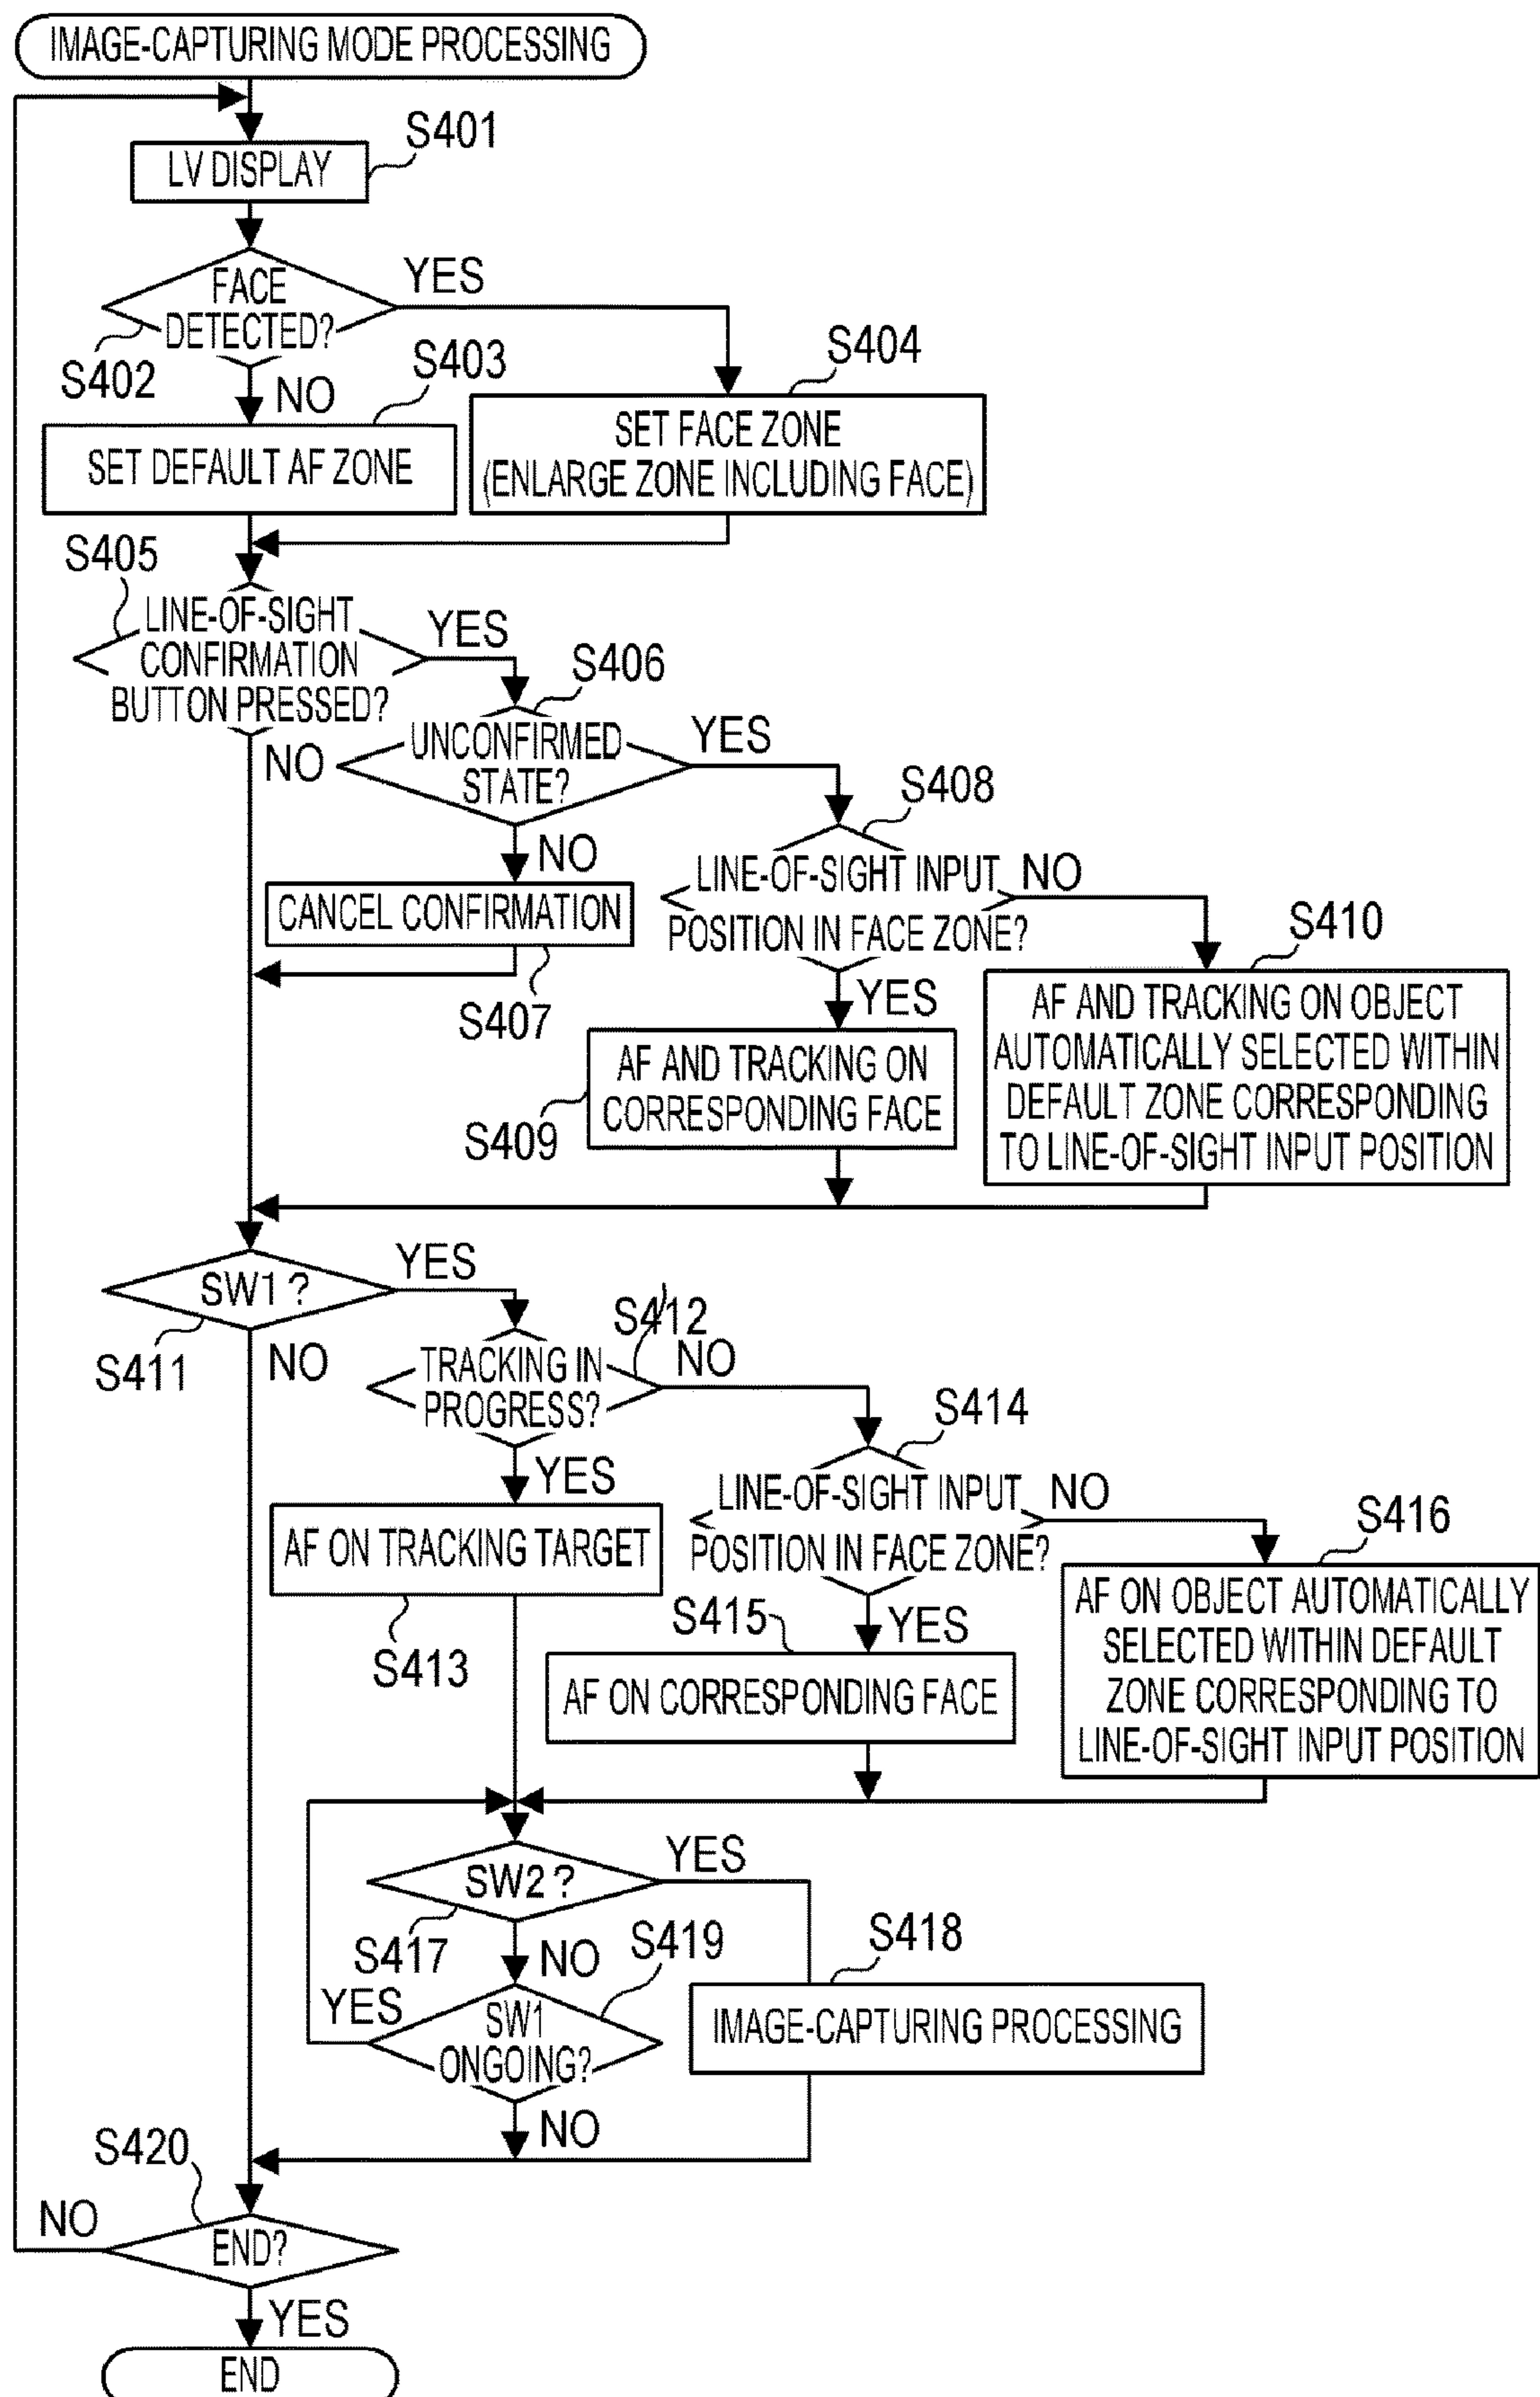 IMAGE-CAPTURING MODE PROCESSING
S401
LV DISPLAY
YES
FACE
DETECTED?
S402
NO
S403
S404
SET DEFAULT AF ZONE
SET FACE ZONE
(ENLARGE ZONE INCLUDING FACE)
S405
LINE-OF-SIGHT
CONFIRMATION
BUTTON PRESSED?
YES
NO
S406
UNCONFIRMED
STATE?
YES
NO
CANCEL CONFIRMATION
S407
S408
LINE-OF-SIGHT INPUT
POSITION IN FACE ZONE?
NO
YES
S409
AF AND TRACKING ON
CORRESPONDING FACE
S410
AF AND TRACKING ON OBJECT
AUTOMATICALLY SELECTED WITHIN
DEFAULT ZONE CORRESPONDING
TO LINE-OF-SIGHT INPUT POSITION
SW1 ?
YES
S411
NO
S412
TRACKING IN
PROGRESS?
NO
YES
AF ON TRACKING TARGET
S413
S414
LINE-OF-SIGHT INPUT
POSITION IN FACE ZONE?
NO
YES
S415
AF ON CORRESPONDING FACE
S416
AF ON OBJECT AUTOMATICALLY
SELECTED WITHIN DEFAULT
ZONE CORRESPONDING TO
LINE-OF-SIGHT INPUT POSITION
SW2 ?
YES
S417
NO
S419
S418
YES
SW1
ONGOING?
IMAGE-CAPTURING PROCESSING
NO
S420
NO
END?
YES
END